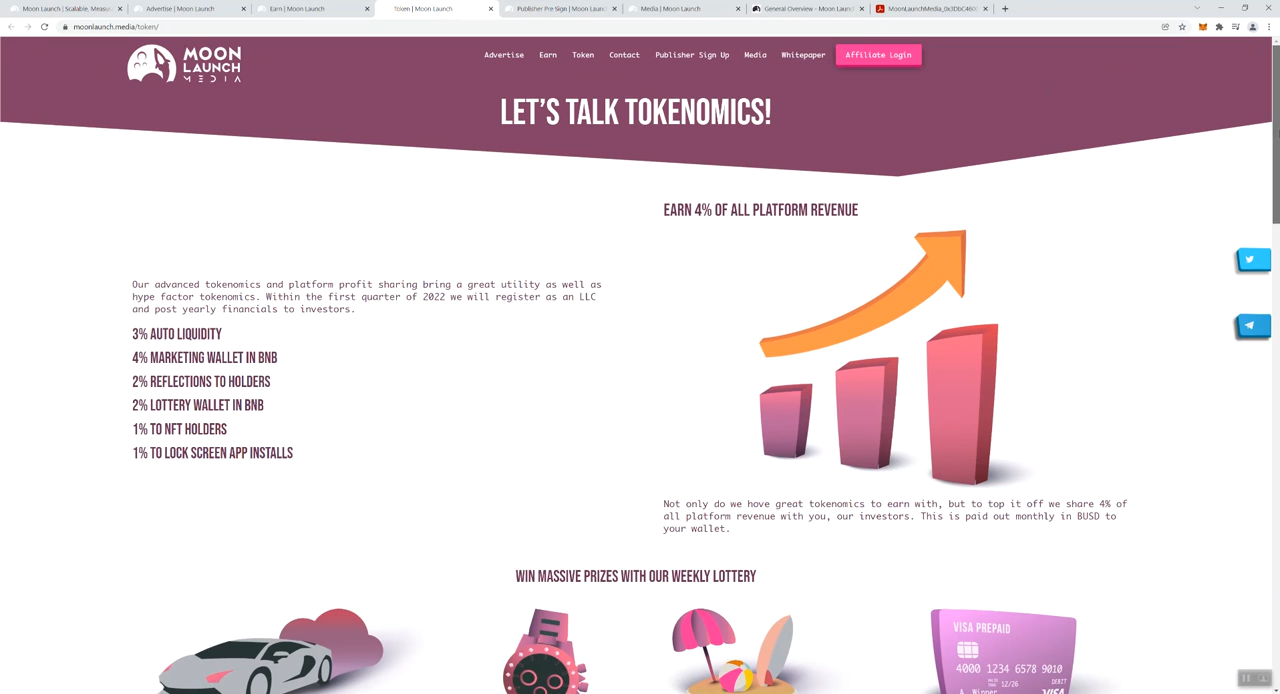 Moon Launch | Scalable, Measu
Advertise | Moon Launch
Earn | Moon Launch
Token | Moon Launch
Publisher Pre Sign | Moon Laun
Media | Moon Launch
General Overview - Moon Launch
MoonLaunchMedia_0x3DbC460
moonlaunch.media/token/
MOON
LAUNCH
MEDIA
Advertise
Earn
Token
Contact
Publisher Sign Up
Media
Whitepaper
Affiliate Login
LET'S TALK TOKENOMICS!
Our advanced tokenomics and platform profit sharing bring a great utility as well as
hype factor tokenomics. Within the first quarter of 2022 we will register as an LLC
and post yearly financials to investors.
3% AUTO LIQUIDITY
4% MARKETING WALLET IN BNB
2% REFLECTIONS TO HOLDERS
2% LOTTERY WALLET IN BNB
1% TO NFT HOLDERS
1% TO LOCK SCREEN APP INSTALLS
EARN 4% OF ALL PLATFORM REVENUE
Not only do we hove great tokenomics to earn with, but to top it off we share 4% of
all platform revenue with you, our investors. This is paid out monthly in BUSD to
your wallet.
WIN MASSIVE PRIZES WITH OUR WEEKLY LOTTERY
VISA PREPAID
4000 1234 5678 9010
12/26
DEBIT
A. Winner
VISA